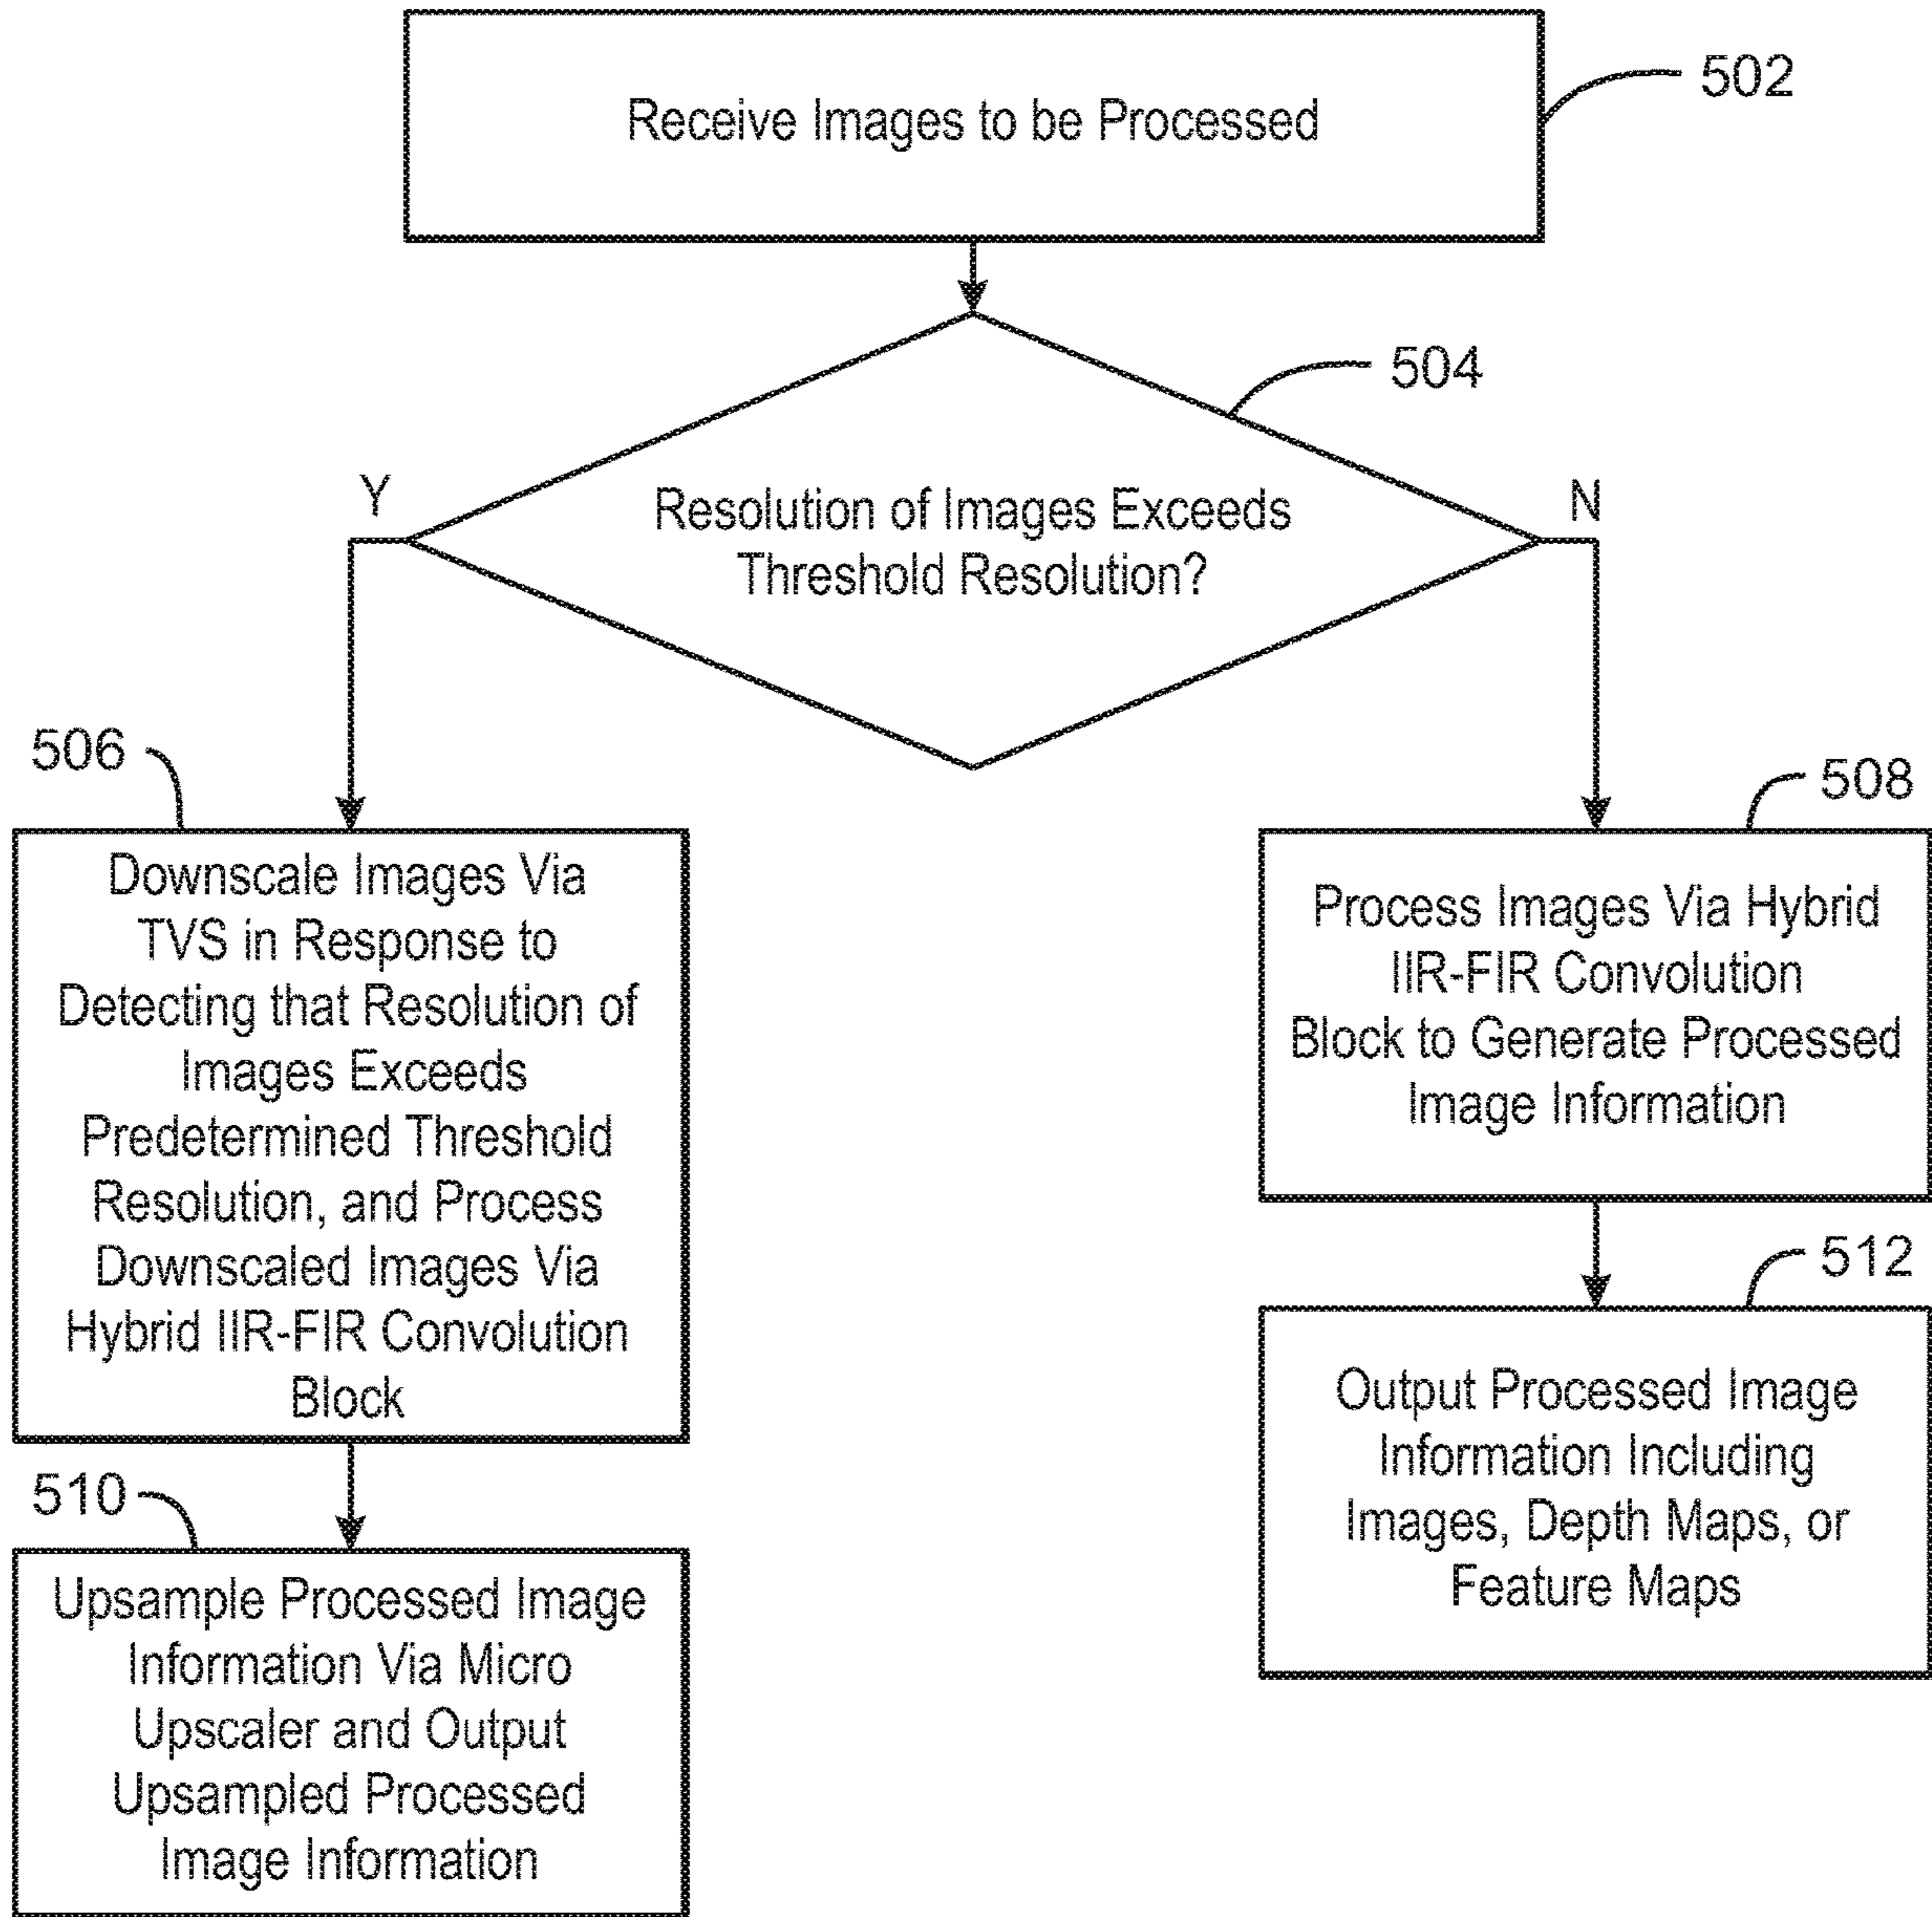 Receive Images to be Processed
502
504
Y
Resolution of Images Exceeds
Threshold Resolution?
N
506
Downscale Images Via
TVS in Response to
Detecting that Resolution of
Images Exceeds
Predetermined Threshold
Resolution, and Process
Downscaled Images Via
Hybrid IIR-FIR Convolution
Block
508
Process Images Via Hybrid
IIR-FIR Convolution
Block to Generate Processed
Image Information
510
Upsample Processed Image
Information Via Micro
Upscaler and Output
Upsampled Processed
Image Information
512
Output Processed Image
Information Including
Images, Depth Maps, or
Feature Maps